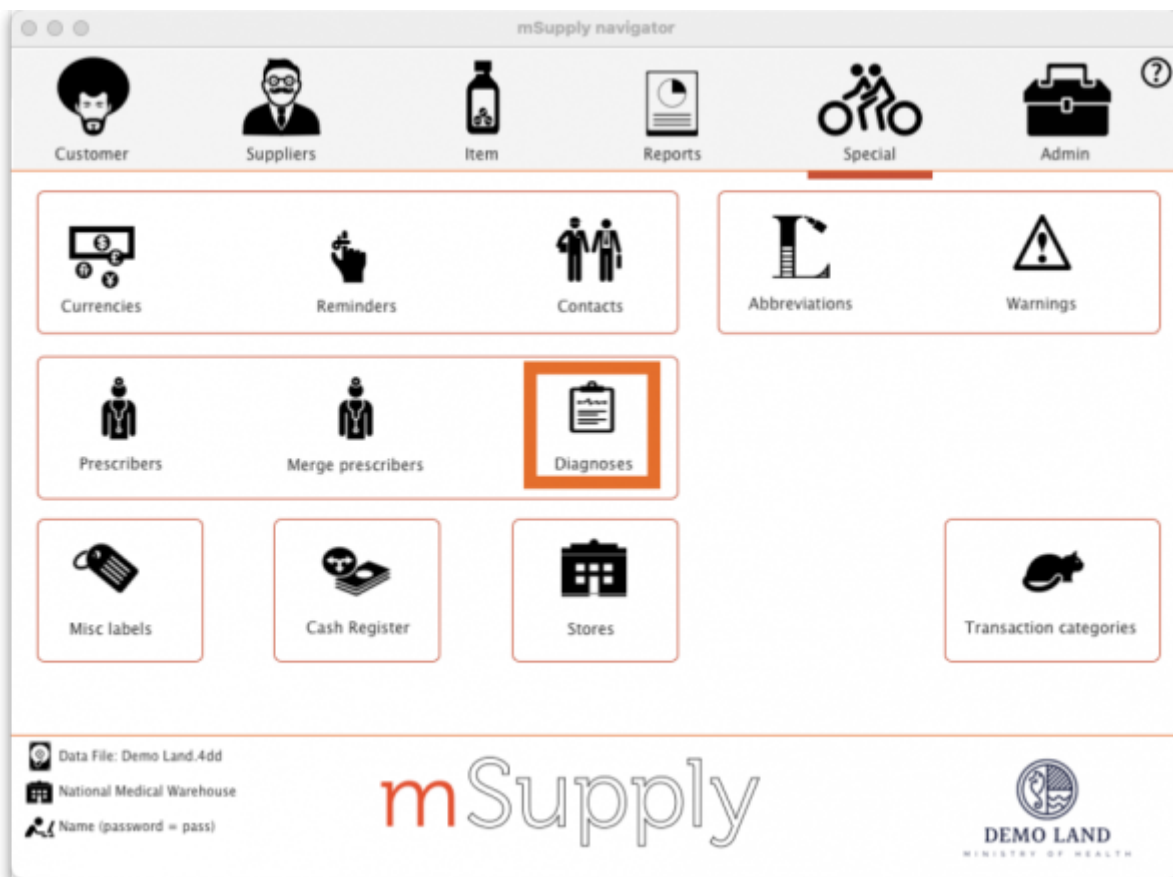 mSupply navigator
Customer
Suppliers
Item
Reports
Special
Admin
?
Currencies
Reminders
Contacts
Abbreviations
Warnings
Prescribers
Merge prescribers
Diagnoses
Misc labels
Cash Register
Stores
Transaction categories
Data File: Demo Land.4dd
National Medical Warehouse
Name (password = pass)
mSupply
DEMO LAND
MINISTRY OF HEALTH